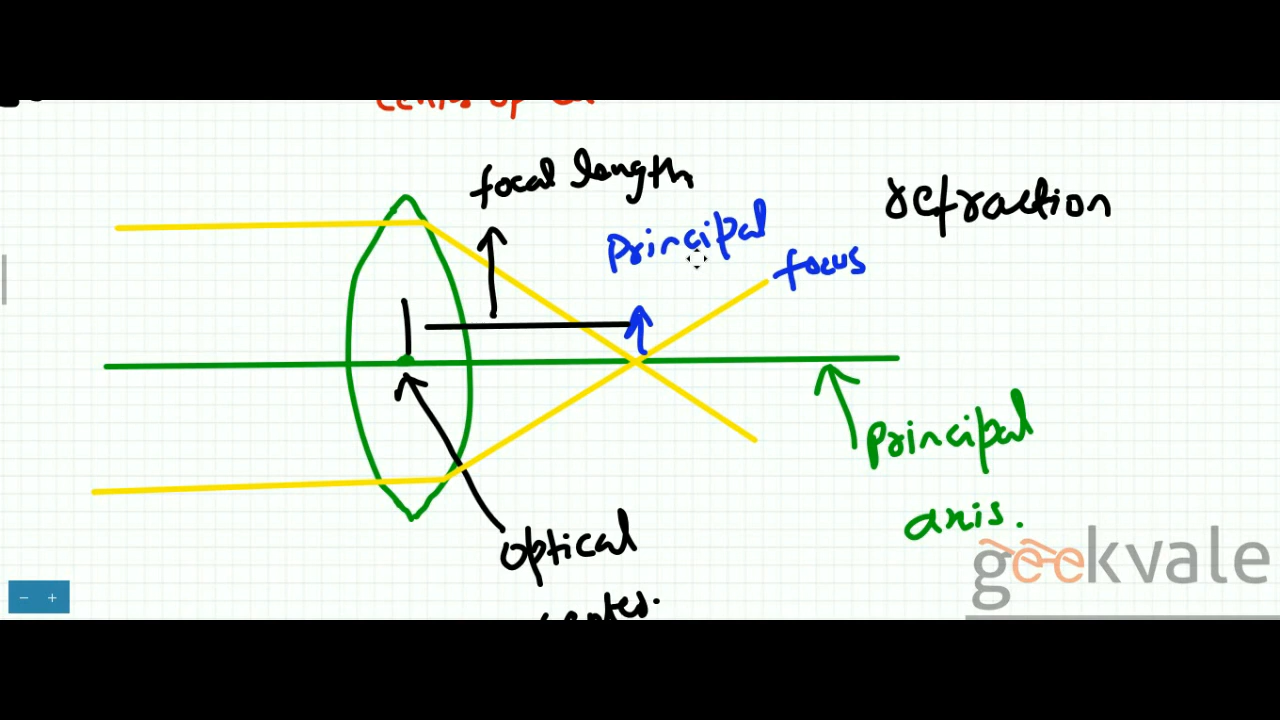 focal length
refraction
principal
focus
principal
axis.
optical
geekvale